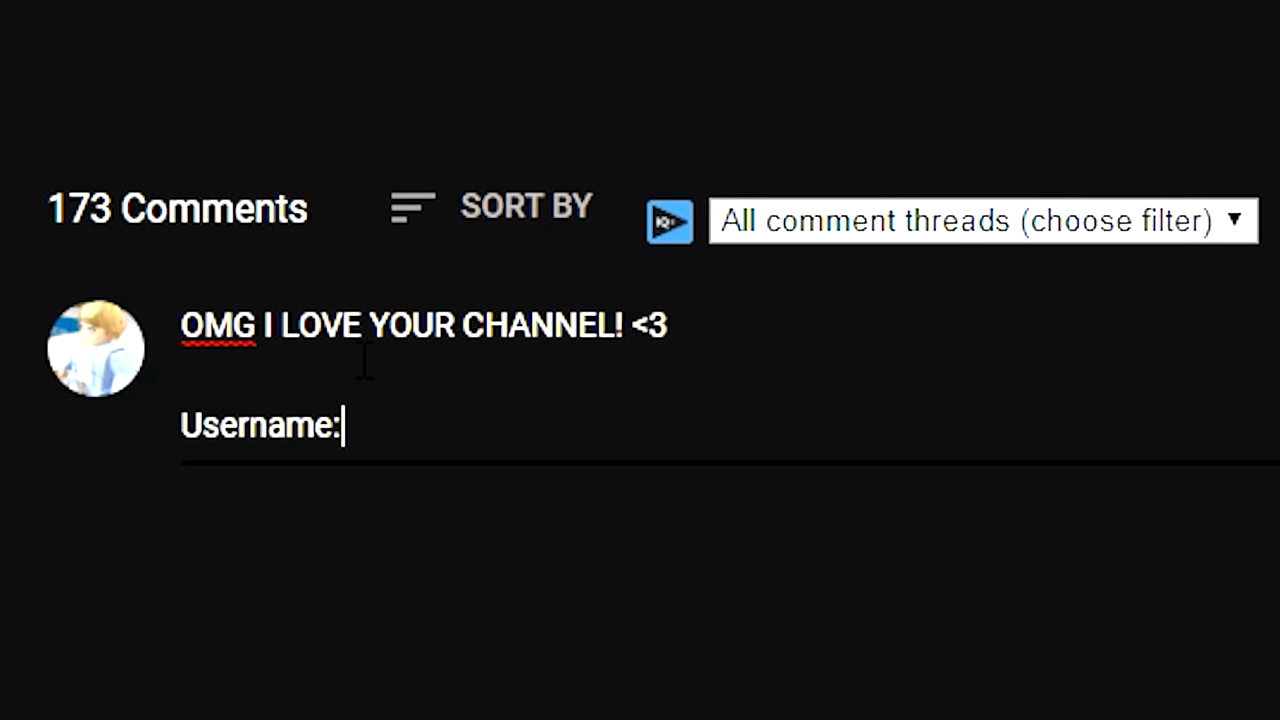 173 Comments SORT BY All comment threads (choose filter)
OMG I LOVE YOUR CHANNEL! <3
Username: